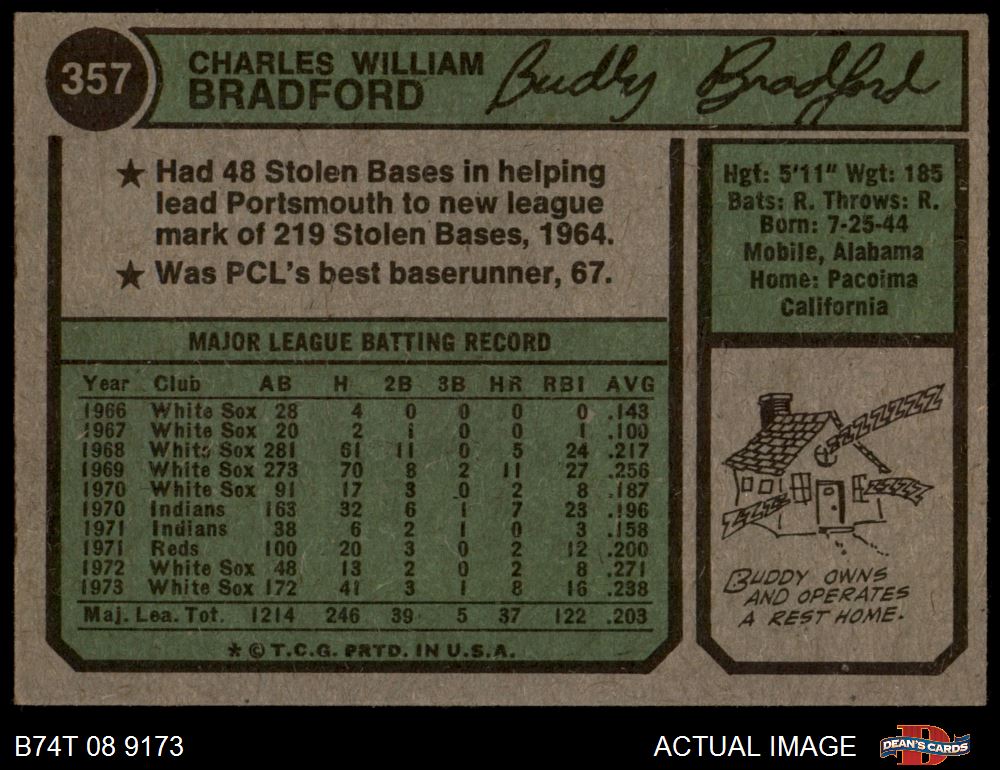 357
CHARLES WILLIAM
BRADFORD
Buddy Bradford
★ Had 48 Stolen Bases in helping
lead Portsmouth to new league
mark of 219 Stolen Bases, 1964.
★ Was PCL's best baserunner, 67.
Hgt: 5'11" Wgt: 185
Bats: R. Throws: R.
Born: 7-25-44
Mobile, Alabama
Home: Pacoima
California
MAJOR LEAGUE BATTING RECORD
Year Club AB H 2B 3B HR RBI AVG
1966 White Sox 28 4 0 0 0 0 .143
1967 White Sox 20 2 1 0 0 1 .100
1968 White Sox 281 61 11 0 5 24 .217
1969 White Sox 273 70 8 2 11 27 .256
1970 White Sox 91 17 3 0 2 8 .187
1970 Indians 163 32 6 1 7 23 .196
1971 Indians 38 6 2 1 0 3 .158
1971 Reds 100 20 3 0 2 12 .200
1972 White Sox 48 13 2 0 2 8 .271
1973 White Sox 172 41 3 1 8 16 .238
Maj. Lea. Tot. 1214 246 39 5 37 122 .203
* © T.C.G. PRTD. IN U.S.A.
ZZZZZZZ
ZZZZ
ZZZZ
BUDDY OWNS
AND OPERATES
A REST HOME.
B74T 08 9173
ACTUAL IMAGE
DEAN'S CARDS